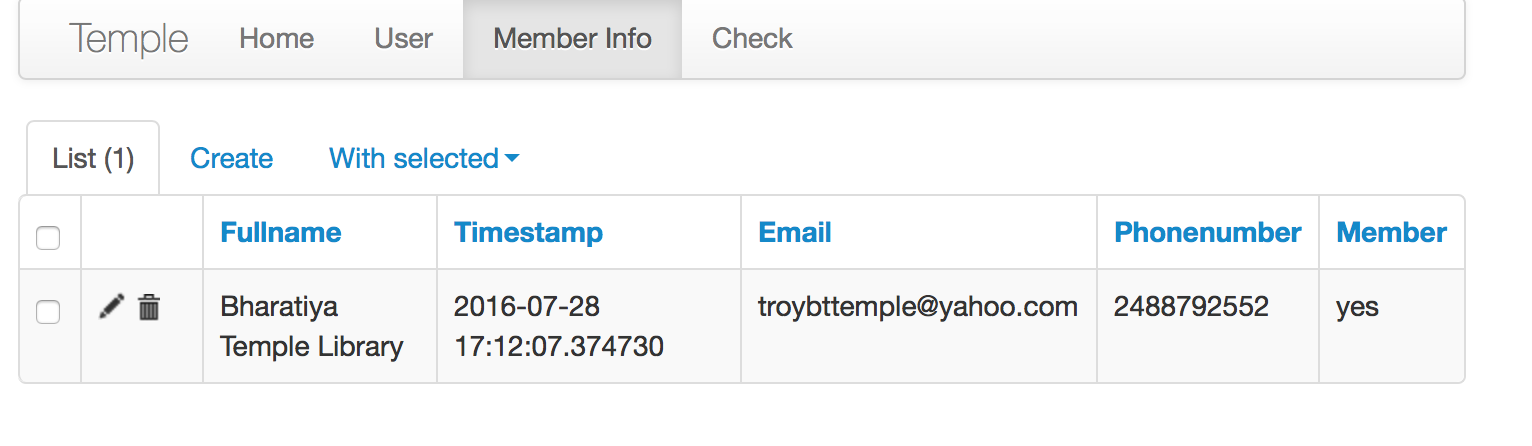 Temple Home User Member Info Check
List (1) Create With selected
Fullname Timestamp Email Phonenumber Member
Bharatiya 2016-07-28 troybttemple@yahoo.com 2488792552 yes
Temple Library 17:12:07.374730